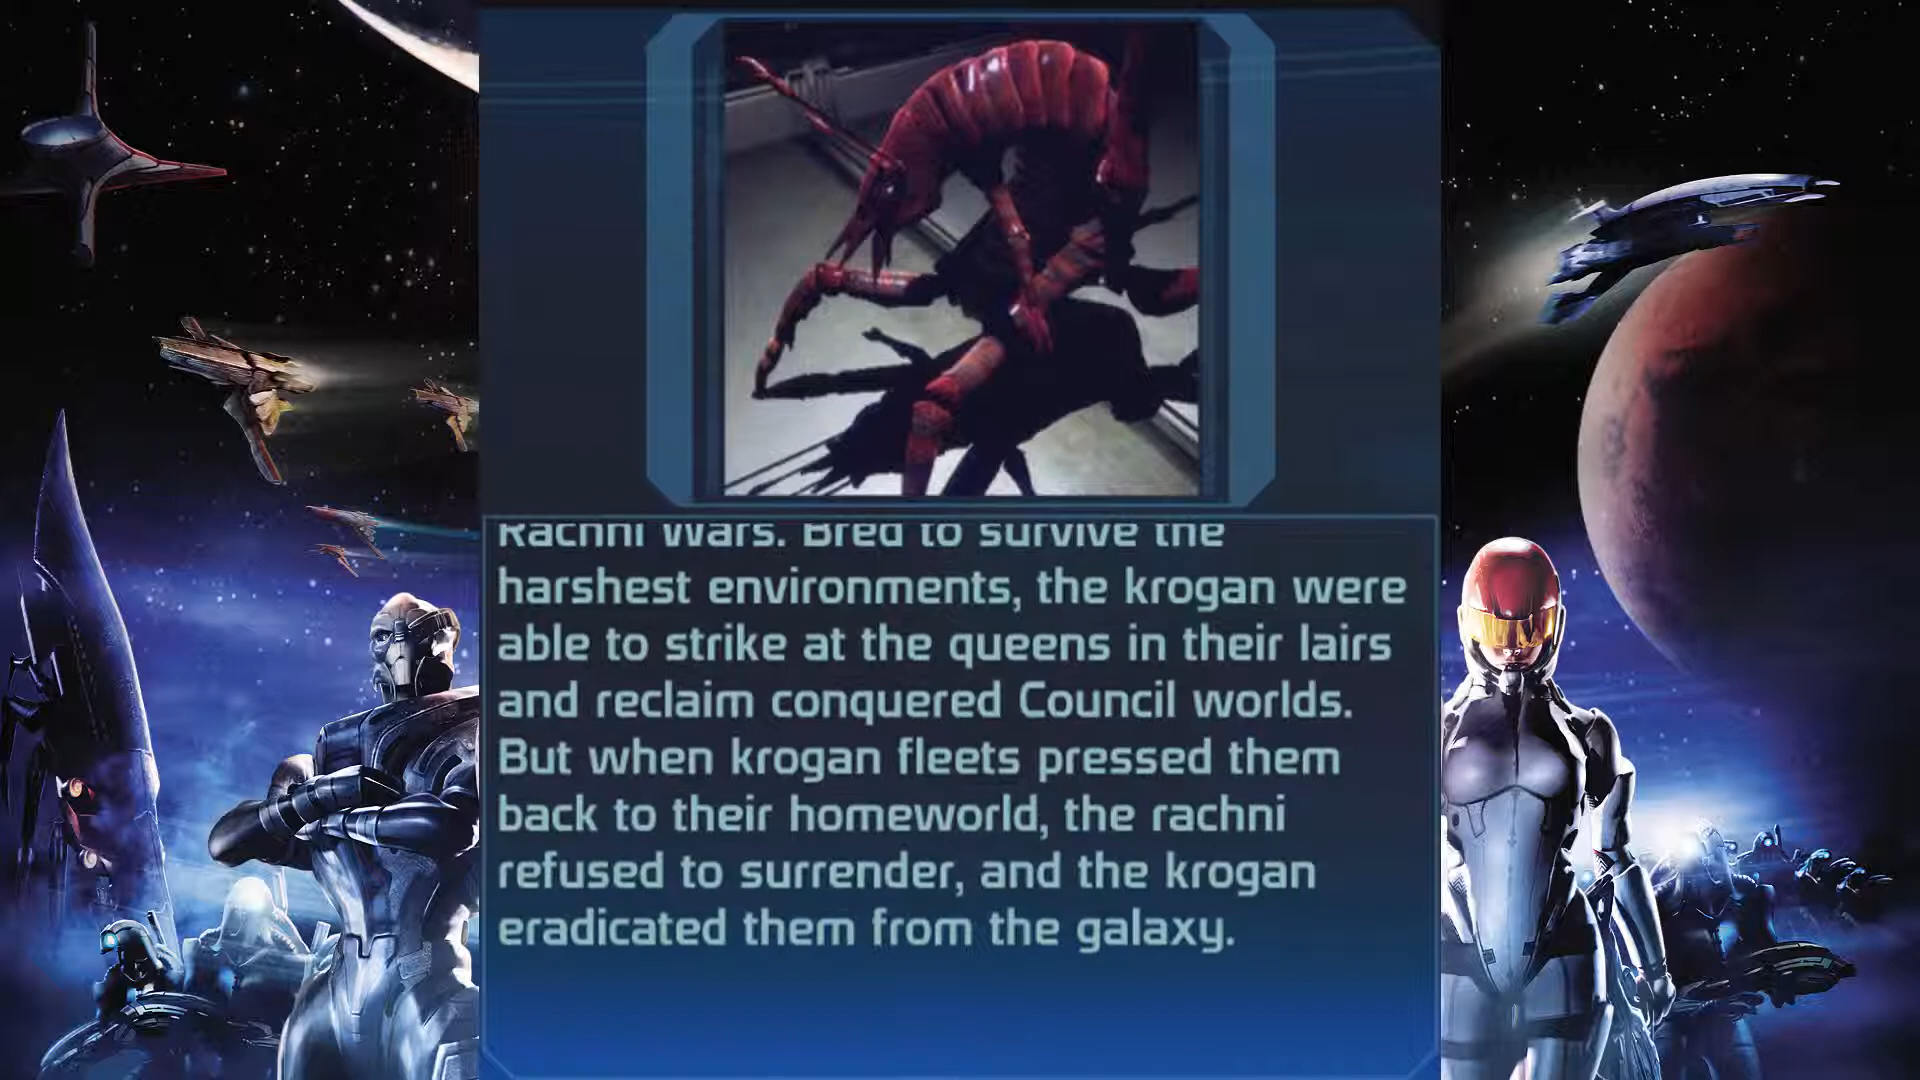 Rachni Wars. Bred to survive the
harshest environments, the krogan were
able to strike at the queens in their lairs
and reclaim conquered Council worlds.
But when krogan fleets pressed them
back to their homeworld, the rachni
refused to surrender, and the krogan
eradicated them from the galaxy.